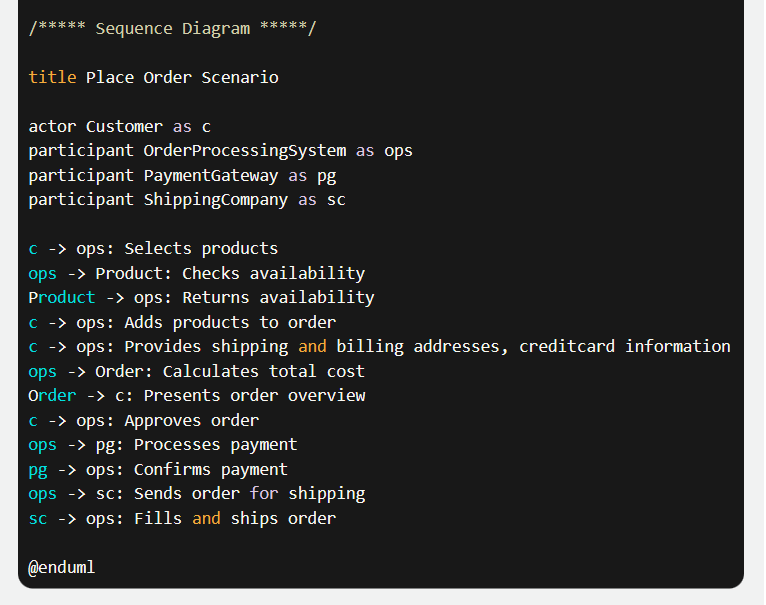 /***** Sequence Diagram *****/
title Place Order Scenario
actor Customer as c
participant OrderProcessingSystem as ops
participant PaymentGateway as pg
participant ShippingCompany as sc
c -> ops: Selects products
ops -> Product: Checks availability
Product -> ops: Returns availability
c -> ops: Adds products to order
c -> ops: Provides shipping and billing addresses, creditcard information
ops -> Order: Calculates total cost
Order -> c: Presents order overview
c -> ops: Approves order
ops -> pg: Processes payment
pg -> ops: Confirms payment
ops -> sc: Sends order for shipping
sc -> ops: Fills and ships order
@enduml